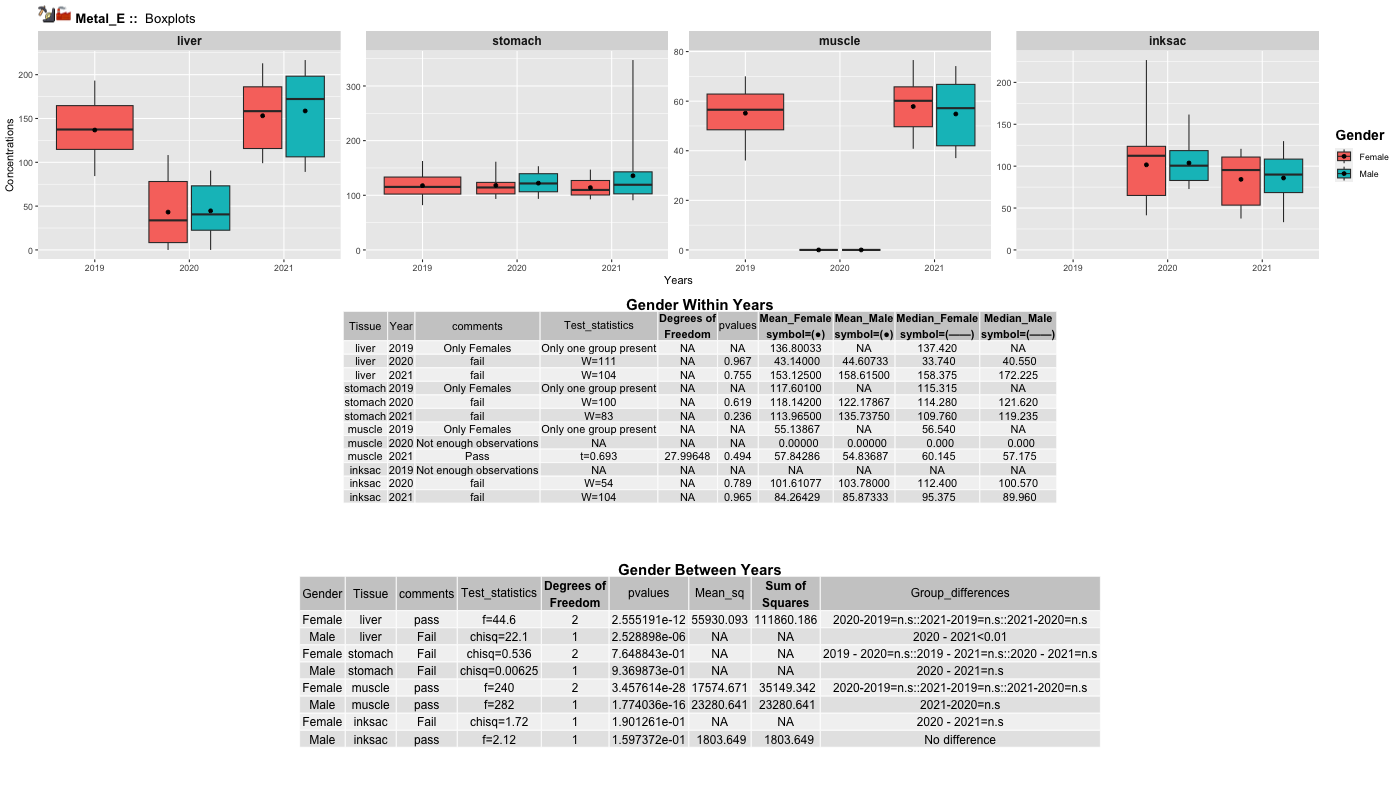 Metal_E :: Boxplots
liver stomach muscle inksac
Concentrations
200
150
100
50
0
2019 2020 2021
300
200
100
0
2019 2020 2021
80
60
40
20
0
2019 2020 2021
200
150
100
50
0
2019 2020 2021
Years
Gender
Female
Male
Gender Within Years
Tissue Year comments Test_statistics Degrees of Freedom pvalues Mean_Female symbol=(●) Mean_Male symbol=(●) Median_Female symbol=(——) Median_Male symbol=(——)
liver 2019 Only Females Only one group present NA NA 136.80033 NA 137.420 NA
liver 2020 fail W=111 NA 0.967 43.14000 44.60733 33.740 40.550
liver 2021 fail W=104 NA 0.755 153.12500 158.61500 158.375 172.225
stomach 2019 Only Females Only one group present NA NA 117.60100 NA 115.315 NA
stomach 2020 fail W=100 NA 0.619 118.14200 122.17867 114.280 121.620
stomach 2021 fail W=83 NA 0.236 113.96500 135.73750 109.760 119.235
muscle 2019 Only Females Only one group present NA NA 55.13867 NA 56.540 NA
muscle 2020 Not enough observations NA NA NA 0.00000 0.00000 0.000 0.000
muscle 2021 Pass t=0.693 27.99648 0.494 57.84286 54.83687 60.145 57.175
inksac 2019 Not enough observations NA NA NA NA NA NA NA
inksac 2020 fail W=54 NA 0.789 101.61077 103.78000 112.400 100.570
inksac 2021 fail W=104 NA 0.965 84.26429 85.87333 95.375 89.960
Gender Between Years
Gender Tissue comments Test_statistics Degrees of Freedom pvalues Mean_sq Sum of Squares Group_differences
Female liver pass f=44.6 2 2.555191e-12 55930.093 111860.186 2020-2019=n.s::2021-2019=n.s::2021-2020=n.s
Male liver Fail chisq=22.1 1 2.528898e-06 NA NA 2020 - 2021<0.01
Female stomach Fail chisq=0.536 2 7.648843e-01 NA NA 2019 - 2020=n.s::2019 - 2021=n.s::2020 - 2021=n.s
Male stomach Fail chisq=0.00625 1 9.369873e-01 NA NA 2020 - 2021=n.s
Female muscle pass f=240 2 3.457614e-28 17574.671 35149.342 2020-2019=n.s::2021-2019=n.s::2021-2020=n.s
Male muscle pass f=282 1 1.774036e-16 23280.641 23280.641 2021-2020=n.s
Female inksac Fail chisq=1.72 1 1.901261e-01 NA NA 2020 - 2021=n.s
Male inksac pass f=2.12 1 1.597372e-01 1803.649 1803.649 No difference